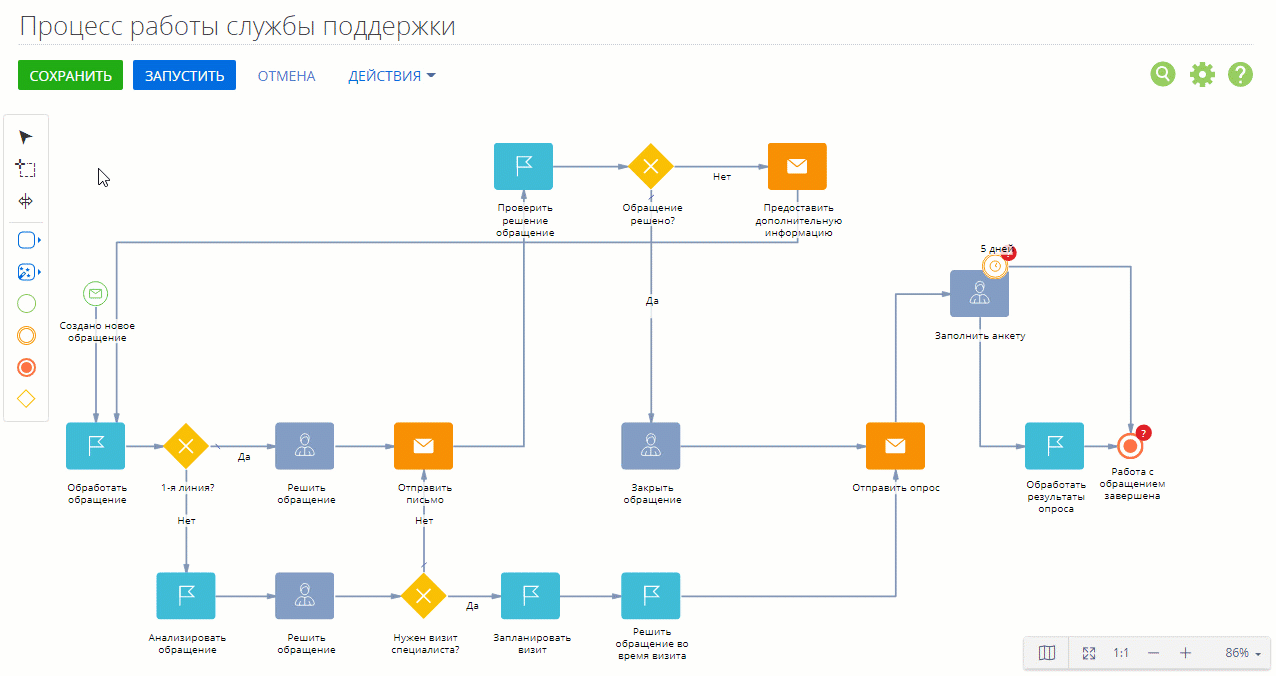 Процесс работы службы поддержки
СОХРАНИТЬ
ЗАПУСТИТЬ
ОТМЕНА
ДЕЙСТВИЯ
?
Проверить
решение
обращение
Обращение
решено?
Нет
Предоставить
дополнительную
информацию
5 дней
Создано новое
обращение
Да
Заполнить анкету
?
Обработать
обращение
1-я линия?
Да
Решить
обращение
Отправить
письмо
Закрыть
обращение
Отправить опрос
Обработать
результаты
опроса
Работа с
обращением
завершена
Нет
Нет
Анализировать
обращение
Решить
обращение
Нужен визит
специалиста?
Да
Запланировать
визит
Решить
обращение во
время визита
1:1
86%